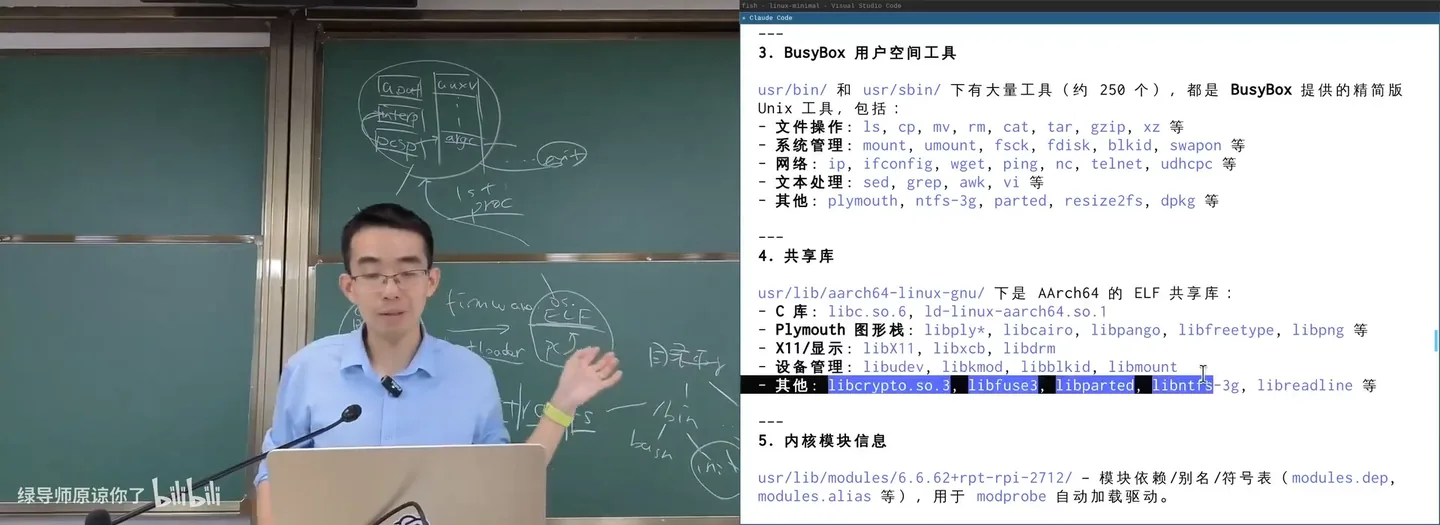 fish - linux-minimal - Visual Studio Code
Claude Code
---
3. BusyBox 用户空间工具
usr/bin/ 和 usr/sbin/ 下有大量工具（约 250 个），都是 BusyBox 提供的精简版
Unix 工具，包括：
- 文件操作：ls, cp, mv, rm, cat, tar, gzip, xz 等
- 系统管理：mount, umount, fsck, fdisk, blkid, swapon 等
- 网络：ip, ifconfig, wget, ping, nc, telnet, udhcpc 等
- 文本处理：sed, grep, awk, vi 等
- 其他：plymouth, ntfs-3g, parted, resize2fs, dpkg 等
---
4. 共享库
usr/lib/aarch64-linux-gnu/ 下是 AArch64 的 ELF 共享库：
- C 库：libc.so.6, ld-linux-aarch64.so.1
- Plymouth 图形栈：libply*, libcairo, libpango, libfreetype, libpng 等
- X11/显示：libX11, libxcb, libdrm
- 设备管理：libudev, libkmod, libblkid, libmount
- 其他：libcrypto.so.3, libfuse3, libparted, libntfs-3g, libreadline 等
---
5. 内核模块信息
usr/lib/modules/6.6.62+rpt-rpi-2712/ - 模块依赖/别名/符号表（modules.dep,
modules.alias 等），用于 modprobe 自动加载驱动。
a.out
auxv
interp
argc
1st
proc
firmware
OS.
ELF
loader
/bin
bash
init
绿导师原谅你了 bilibili